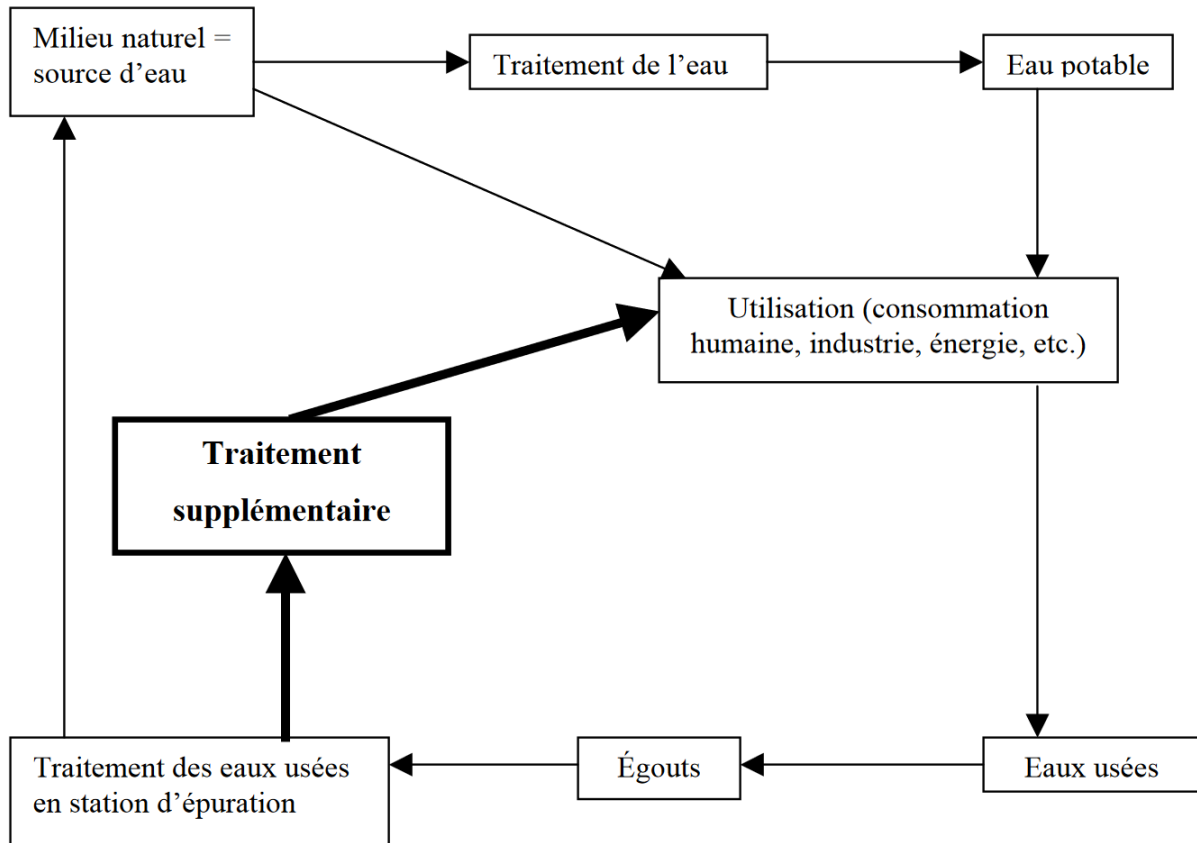 Milieu naturel =
source d'eau
Traitement de l'eau
Eau potable
Utilisation (consommation
humaine, industrie, énergie, etc.)
Traitement
supplémentaire
Traitement des eaux usées
en station d'épuration
Égouts
Eaux usées